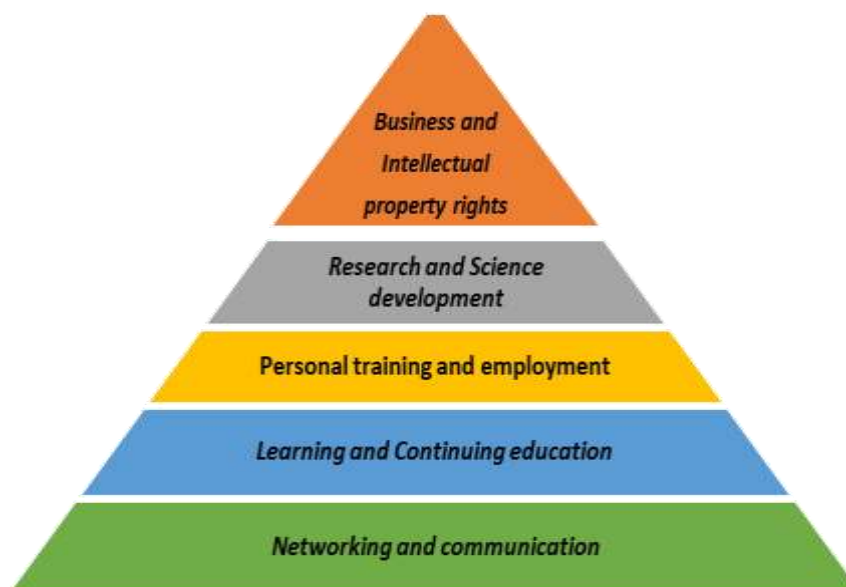 Business and
Intellectual
property rights
Research and Science
development
Personal training and employment
Learning and Continuing education
Networking and communication